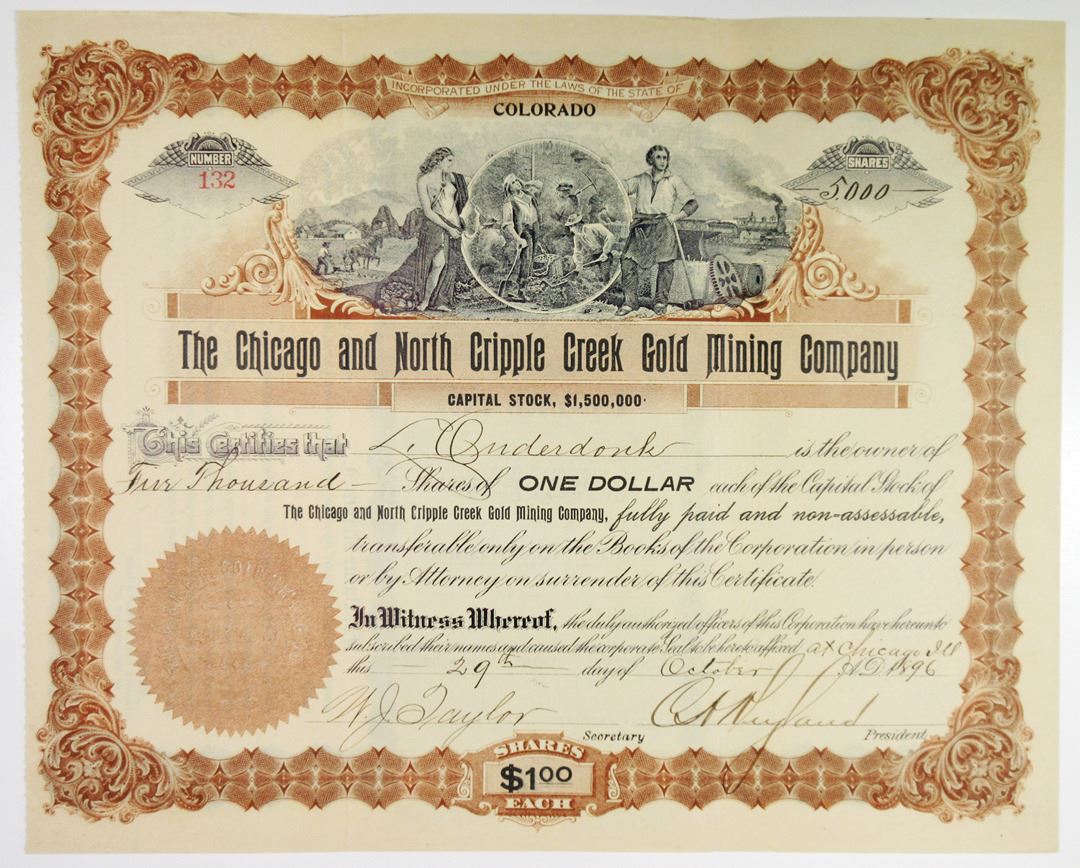 INCORPORATED UNDER THE LAWS OF THE STATE OF
COLORADO
NUMBER
132
SHARES
5000
The Chicago and North Cripple Creek Gold Mining Company
CAPITAL STOCK, $1,500,000.
This Certifies that L. Onderdonk is the owner of
Five Thousand Shares of ONE DOLLAR each of the Capital Stock of
The Chicago and North Cripple Creek Gold Mining Company, fully paid and non-assessable,
transferable only on the Books of the Corporation in person
or by Attorney on surrender of this Certificate.
In Witness Whereof, the duly authorized officers of this Corporation have hereunto
subscribed their names and caused the corporate Seal to be hereto affixed at Chicago Ill
this 29th day of October A.D. 1896
W. J. Taylor
Secretary
President
SHARES
$1.00
EACH